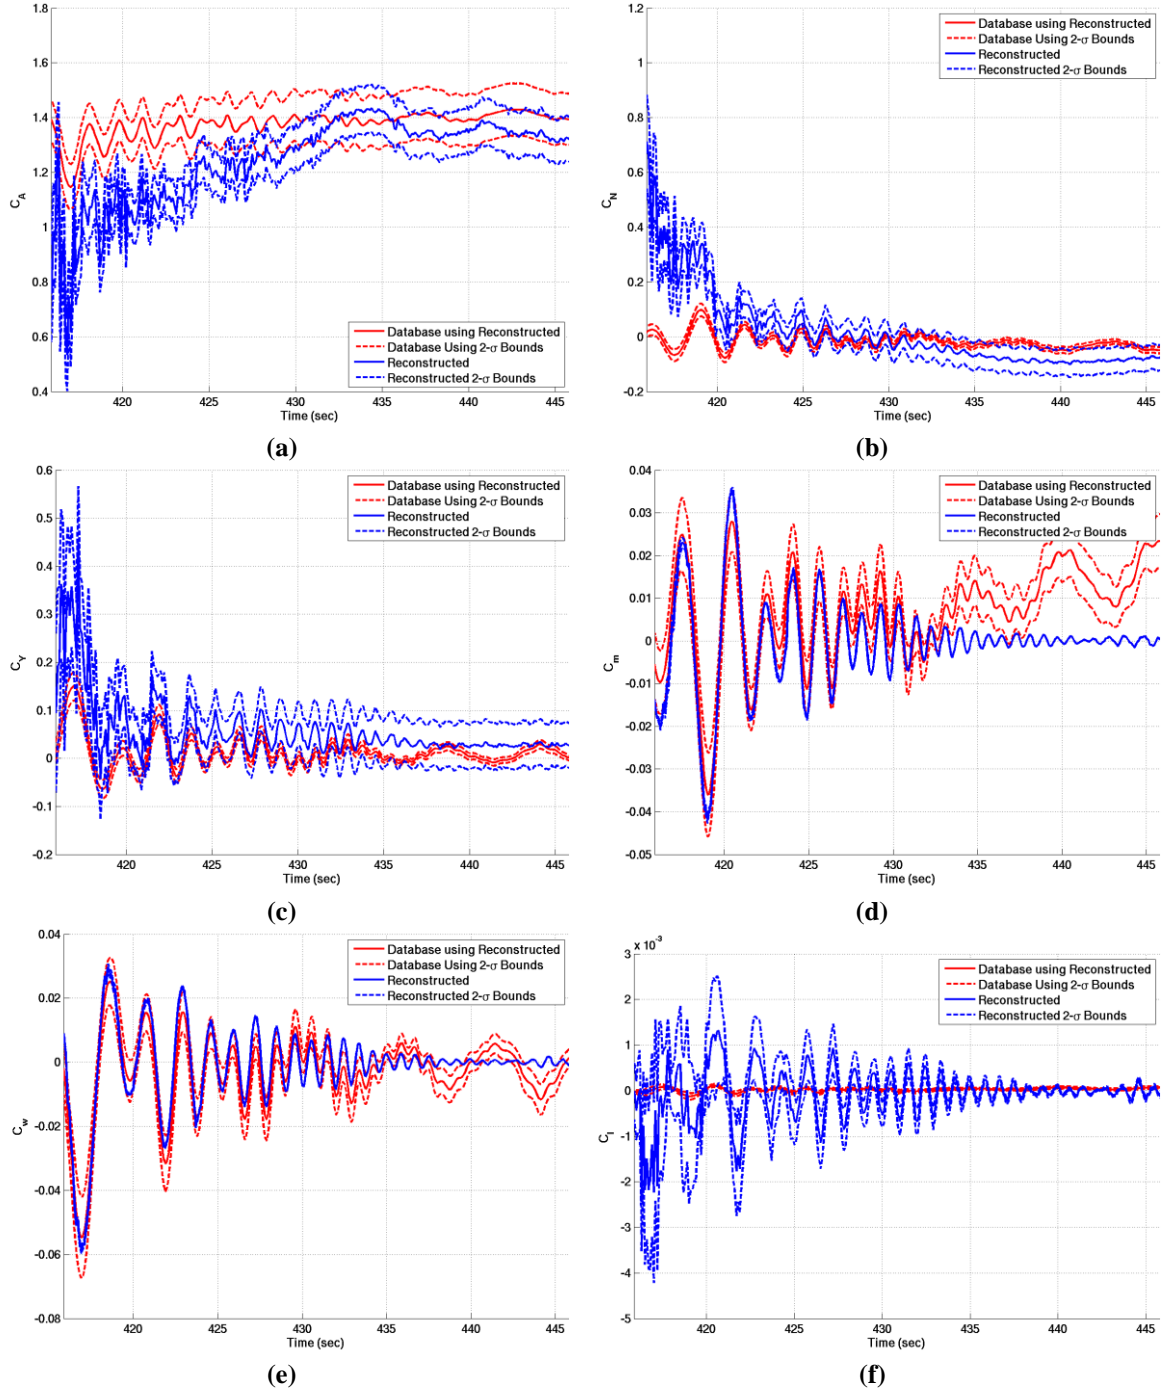 1.8
1.6
1.4
1.2
1
0.8
0.6
0.4
C_A
Database using Reconstructed
Database Using 2-σ Bounds
Reconstructed
Reconstructed 2-σ Bounds
420 425 430 435 440 445
Time (sec)
(a)
1.2
1
0.8
0.6
0.4
0.2
0
-0.2
C_N
Database using Reconstructed
Database Using 2-σ Bounds
Reconstructed
Reconstructed 2-σ Bounds
420 425 430 435 440 445
Time (sec)
(b)
0.6
0.5
0.4
0.3
0.2
0.1
0
-0.1
-0.2
C_Y
Database using Reconstructed
Database Using 2-σ Bounds
Reconstructed
Reconstructed 2-σ Bounds
420 425 430 435 440 445
Time (sec)
(c)
0.04
0.03
0.02
0.01
0
-0.01
-0.02
-0.03
-0.04
-0.05
C_m
Database using Reconstructed
Database Using 2-σ Bounds
Reconstructed
Reconstructed 2-σ Bounds
420 425 430 435 440 445
Time (sec)
(d)
0.04
0.02
0
-0.02
-0.04
-0.06
-0.08
C_w
Database using Reconstructed
Database Using 2-σ Bounds
Reconstructed
Reconstructed 2-σ Bounds
420 425 430 435 440 445
Time (sec)
(e)
x 10^-3
3
2
1
0
-1
-2
-3
-4
-5
C_l
Database using Reconstructed
Database Using 2-σ Bounds
Reconstructed
Reconstructed 2-σ Bounds
420 425 430 435 440 445
Time (sec)
(f)